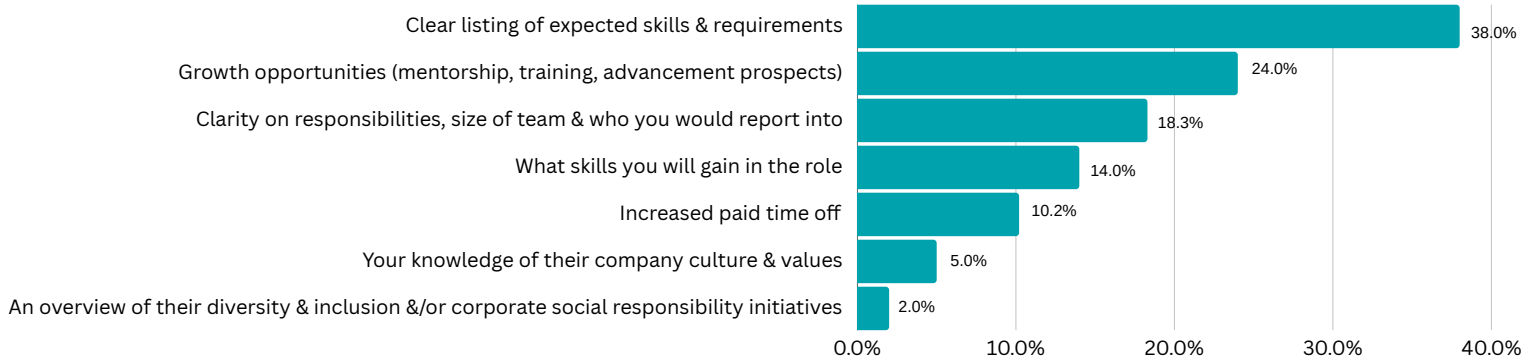 Clear listing of expected skills & requirements 38.0%
Growth opportunities (mentorship, training, advancement prospects) 24.0%
Clarity on responsibilities, size of team & who you would report into 18.3%
What skills you will gain in the role 14.0%
Increased paid time off 10.2%
Your knowledge of their company culture & values 5.0%
An overview of their diversity & inclusion &/or corporate social responsibility initiatives 2.0%
0.0% 10.0% 20.0% 30.0% 40.0%